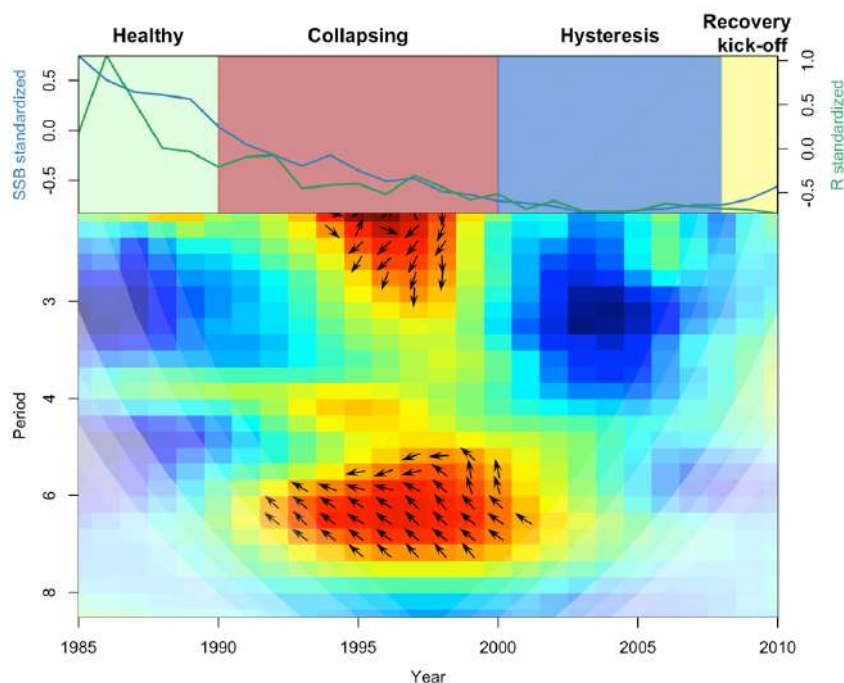 Healthy
Collapsing
Hysteresis
Recovery
kick-off
SSB standardized
0.5
0.0
-0.5
1.0
0.5
0.0
-0.5
R standardized
Period
3
4
6
8
1985
1990
1995
2000
2005
2010
Year